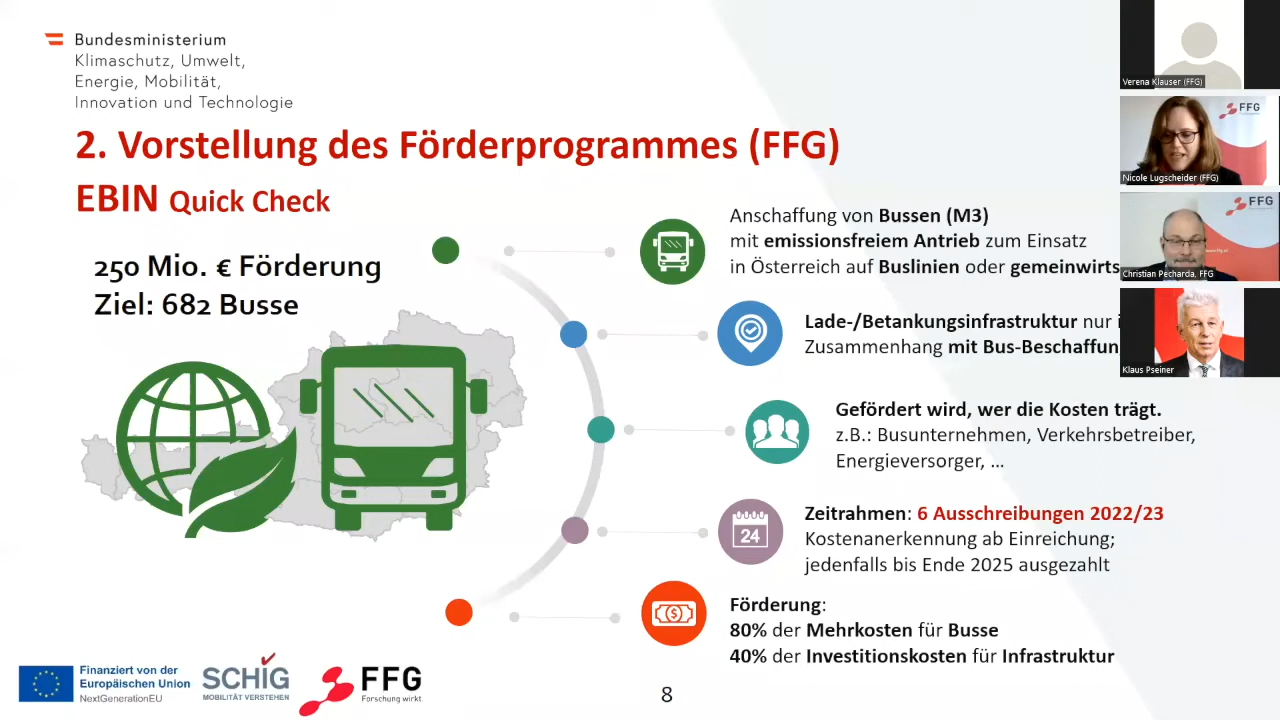 Bundesministerium
Klimaschutz, Umwelt,
Energie, Mobilität,
Innovation und Technologie
2. Vorstellung des Förderprogrammes (FFG)
EBIN Quick Check
250 Mio. € Förderung
Ziel: 682 Busse
Anschaffung von Bussen (M3)
mit emissionsfreiem Antrieb zum Einsatz
in Österreich auf Buslinien oder
Lade-/Betankungsinfrastruktur nur
Zusammenhang mit
Gefördert wird, wer die Kosten trägt.
z.B.: Busunternehmen, Verkehrsbetreiber,
Energieversorger, ...
24
Zeitrahmen: 6 Ausschreibungen 2022/23
Kostenanerkennung ab Einreichung;
jedenfalls bis Ende 2025 ausgezahlt
$
Förderung:
80% der Mehrkosten für Busse
40% der Investitionskosten für Infrastruktur
Finanziert von der
Europäischen Union
NextGenerationEU
SCHIG
MOBILITÄT VERSTEHEN
FFG
Forschung wirkt
8
Verena Klauser (FFG)
FFG
Nicole Lugscheider (FFG)
FFG
Christian Pecharda, FFG
Klaus Pseiner